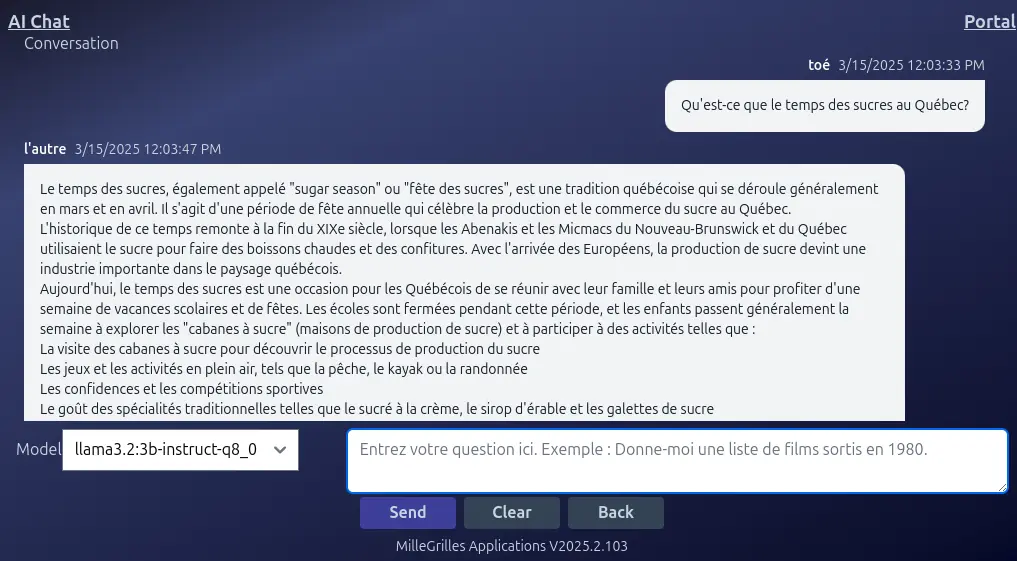 AI Chat
Portal
Conversation
toé 3/15/2025 12:03:33 PM
Qu'est-ce que le temps des sucres au Québec?
l'autre 3/15/2025 12:03:47 PM
Le temps des sucres, également appelé "sugar season" ou "fête des sucres", est une tradition québécoise qui se déroule généralement
en mars et en avril. Il s'agit d'une période de fête annuelle qui célèbre la production et le commerce du sucre au Québec.
L'historique de ce temps remonte à la fin du XIXe siècle, lorsque les Abenakis et les Micmacs du Nouveau-Brunswick et du Québec
utilisaient le sucre pour faire des boissons chaudes et des confitures. Avec l'arrivée des Européens, la production de sucre devint une
industrie importante dans le paysage québécois.
Aujourd'hui, le temps des sucres est une occasion pour les Québécois de se réunir avec leur famille et leurs amis pour profiter d'une
semaine de vacances scolaires et de fêtes. Les écoles sont fermées pendant cette période, et les enfants passent généralement la
semaine à explorer les "cabanes à sucre" (maisons de production de sucre) et à participer à des activités telles que :
La visite des cabanes à sucre pour découvrir le processus de production du sucre
Les jeux et les activités en plein air, tels que la pêche, le kayak ou la randonnée
Les confidences et les compétitions sportives
Le goût des spécialités traditionnelles telles que le sucré à la crème, le sirop d'érable et les galettes de sucre
Model llama3.2:3b-instruct-q8_0
Entrez votre question ici. Exemple : Donne-moi une liste de films sortis en 1980.
Send
Clear
Back
MilleGrilles Applications V2025.2.103